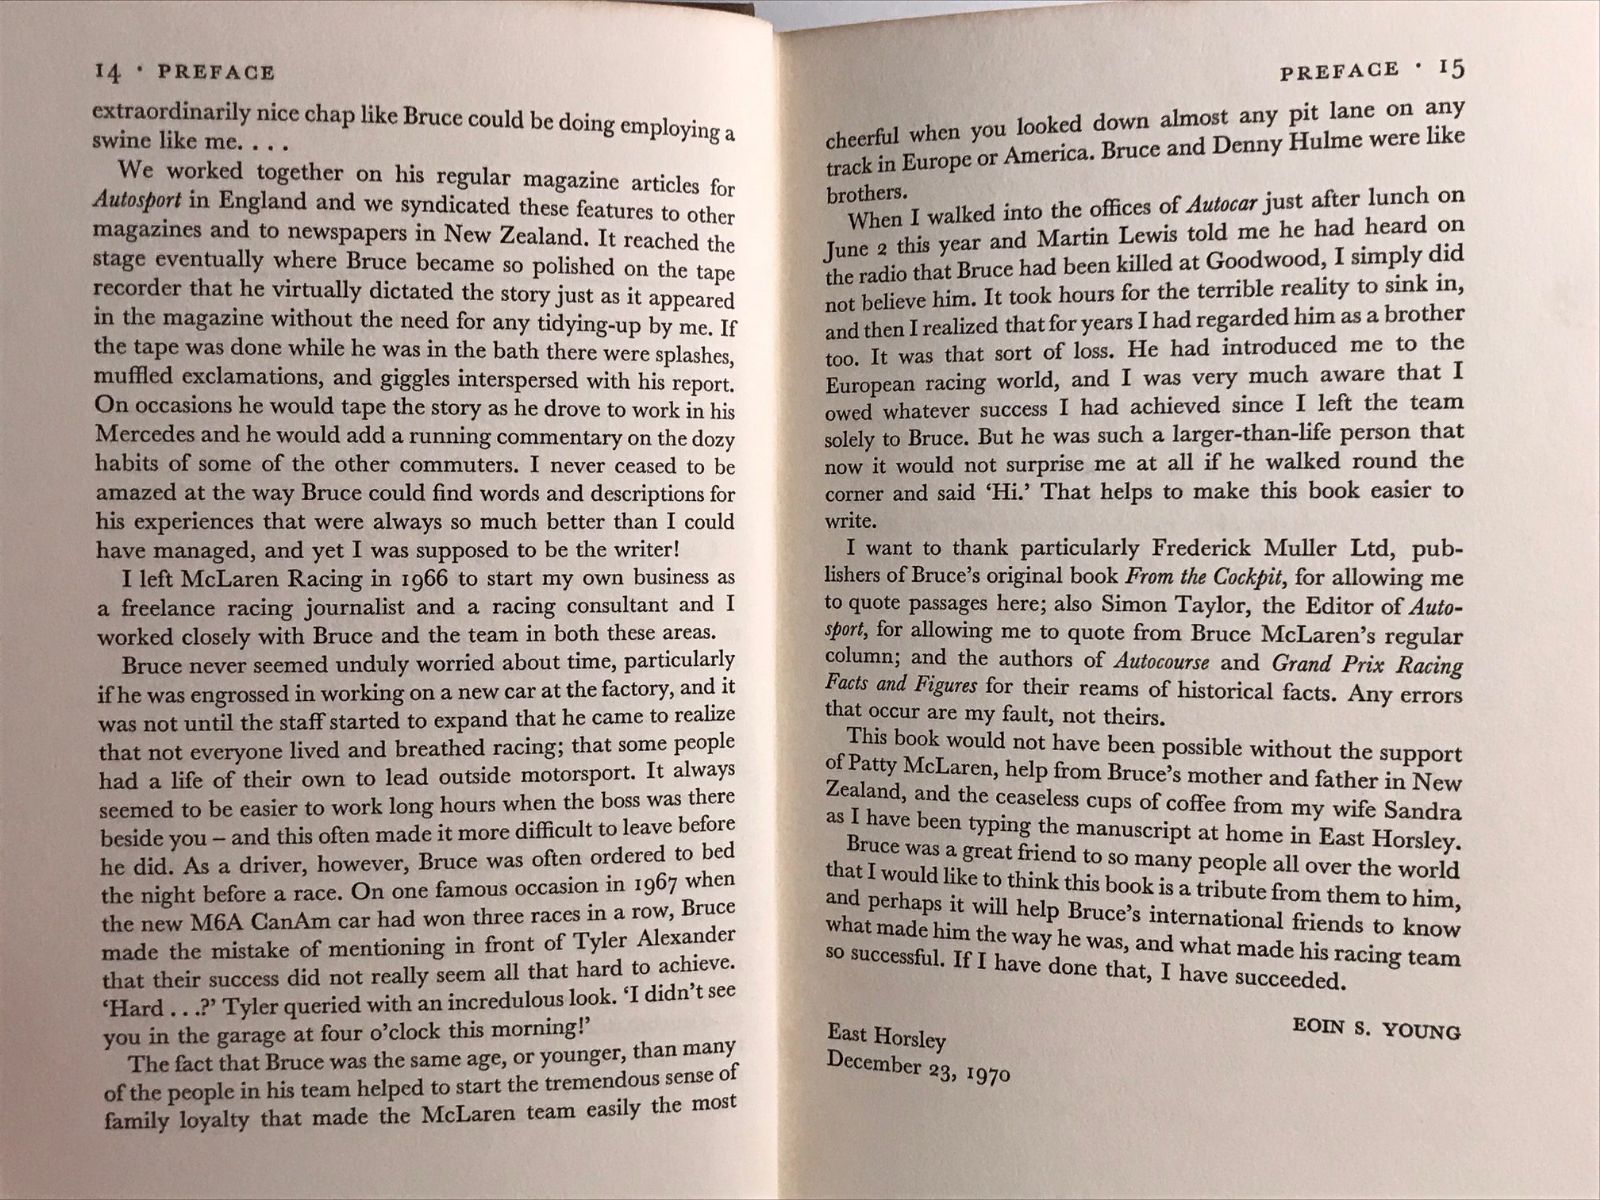 14 · PREFACE
extraordinarily nice chap like Bruce could be doing employing a
swine like me. . . .
We worked together on his regular magazine articles for
Autosport in England and we syndicated these features to other
magazines and to newspapers in New Zealand. It reached the
stage eventually where Bruce became so polished on the tape
recorder that he virtually dictated the story just as it appeared
in the magazine without the need for any tidying-up by me. If
the tape was done while he was in the bath there were splashes,
muffled exclamations, and giggles interspersed with his report.
On occasions he would tape the story as he drove to work in his
Mercedes and he would add a running commentary on the dozy
habits of some of the other commuters. I never ceased to be
amazed at the way Bruce could find words and descriptions for
his experiences that were always so much better than I could
have managed, and yet I was supposed to be the writer!
I left McLaren Racing in 1966 to start my own business as
a freelance racing journalist and a racing consultant and I
worked closely with Bruce and the team in both these areas.
Bruce never seemed unduly worried about time, particularly
if he was engrossed in working on a new car at the factory, and it
was not until the staff started to expand that he came to realize
that not everyone lived and breathed racing; that some people
had a life of their own to lead outside motorsport. It always
seemed to be easier to work long hours when the boss was there
beside you – and this often made it more difficult to leave before
he did. As a driver, however, Bruce was often ordered to bed
the night before a race. On one famous occasion in 1967 when
the new M6A CanAm car had won three races in a row, Bruce
made the mistake of mentioning in front of Tyler Alexander
that their success did not really seem all that hard to achieve.
‘Hard . . .?’ Tyler queried with an incredulous look. ‘I didn’t see
you in the garage at four o’clock this morning!’
The fact that Bruce was the same age, or younger, than many
of the people in his team helped to start the tremendous sense of
family loyalty that made the McLaren team easily the most
PREFACE · 15
cheerful when you looked down almost any pit lane on any
track in Europe or America. Bruce and Denny Hulme were like
brothers.
When I walked into the offices of Autocar just after lunch on
June 2 this year and Martin Lewis told me he had heard on
the radio that Bruce had been killed at Goodwood, I simply did
not believe him. It took hours for the terrible reality to sink in,
and then I realized that for years I had regarded him as a brother
too. It was that sort of loss. He had introduced me to the
European racing world, and I was very much aware that I
owed whatever success I had achieved since I left the team
solely to Bruce. But he was such a larger-than-life person that
now it would not surprise me at all if he walked round the
corner and said ‘Hi.’ That helps to make this book easier to
write.
I want to thank particularly Frederick Muller Ltd, pub-
lishers of Bruce’s original book From the Cockpit, for allowing me
to quote passages here; also Simon Taylor, the Editor of Auto-
sport, for allowing me to quote from Bruce McLaren’s regular
column; and the authors of Autocourse and Grand Prix Racing
Facts and Figures for their reams of historical facts. Any errors
that occur are my fault, not theirs.
This book would not have been possible without the support
of Patty McLaren, help from Bruce’s mother and father in New
Zealand, and the ceaseless cups of coffee from my wife Sandra
as I have been typing the manuscript at home in East Horsley.
Bruce was a great friend to so many people all over the world
that I would like to think this book is a tribute from them to him,
and perhaps it will help Bruce’s international friends to know
what made him the way he was, and what made his racing team
so successful. If I have done that, I have succeeded.
EOIN S. YOUNG
East Horsley
December 23, 1970